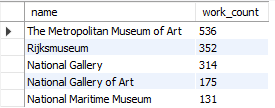 name work_count
The Metropolitan Museum of Art 536
Rijksmuseum 352
National Gallery 314
National Gallery of Art 175
National Maritime Museum 131